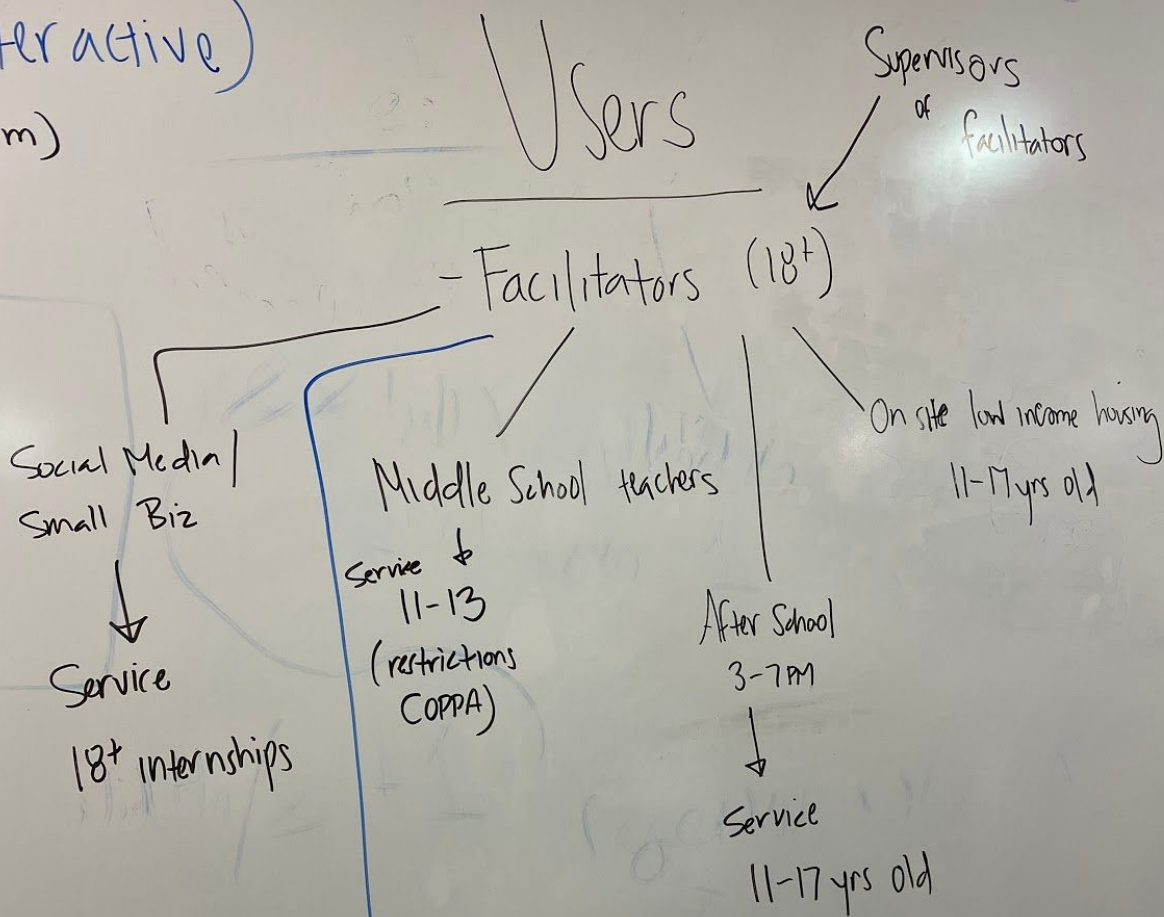 teractive)
m)
Users
Supervisors
of
facilitators
- Facilitators (18+)
Social Media/
Small Biz
Service
18+ internships
Middle School teachers
Service
11-13
(restrictions
COPPA)
After School
3-7PM
Service
11-17 yrs old
On site low income housing
11-17 yrs old